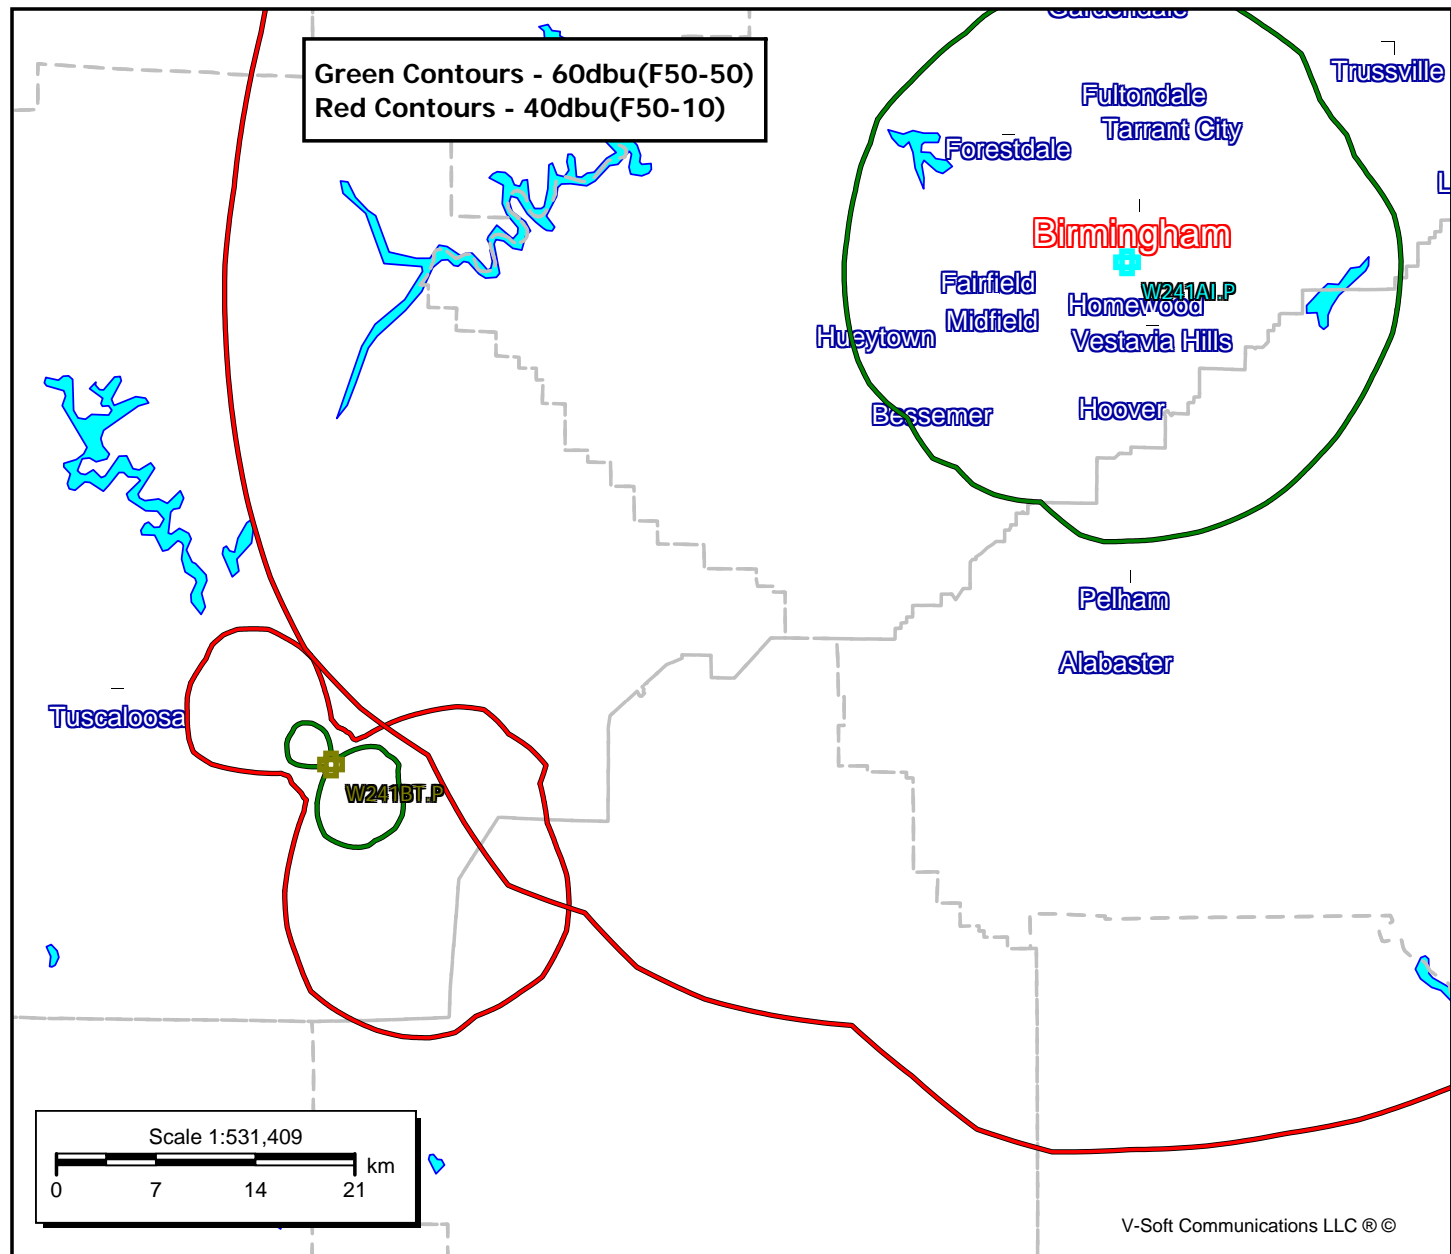 Gardendale
Green Contours - 60dbu(F50-50)
Red Contours - 40dbu(F50-10)
Trussville
Fultondale
Tarrant City
Forestdale
L
Birmingham
Fairfield
W241AI.P
Homewood
Midfield
Hueytown
Vestavia Hills
Bessemer
Hoover
Pelham
Alabaster
Tuscaloosa
W241BT.P
Scale 1:531,409
km
0 7 14 21
V-Soft Communications LLC ® ©